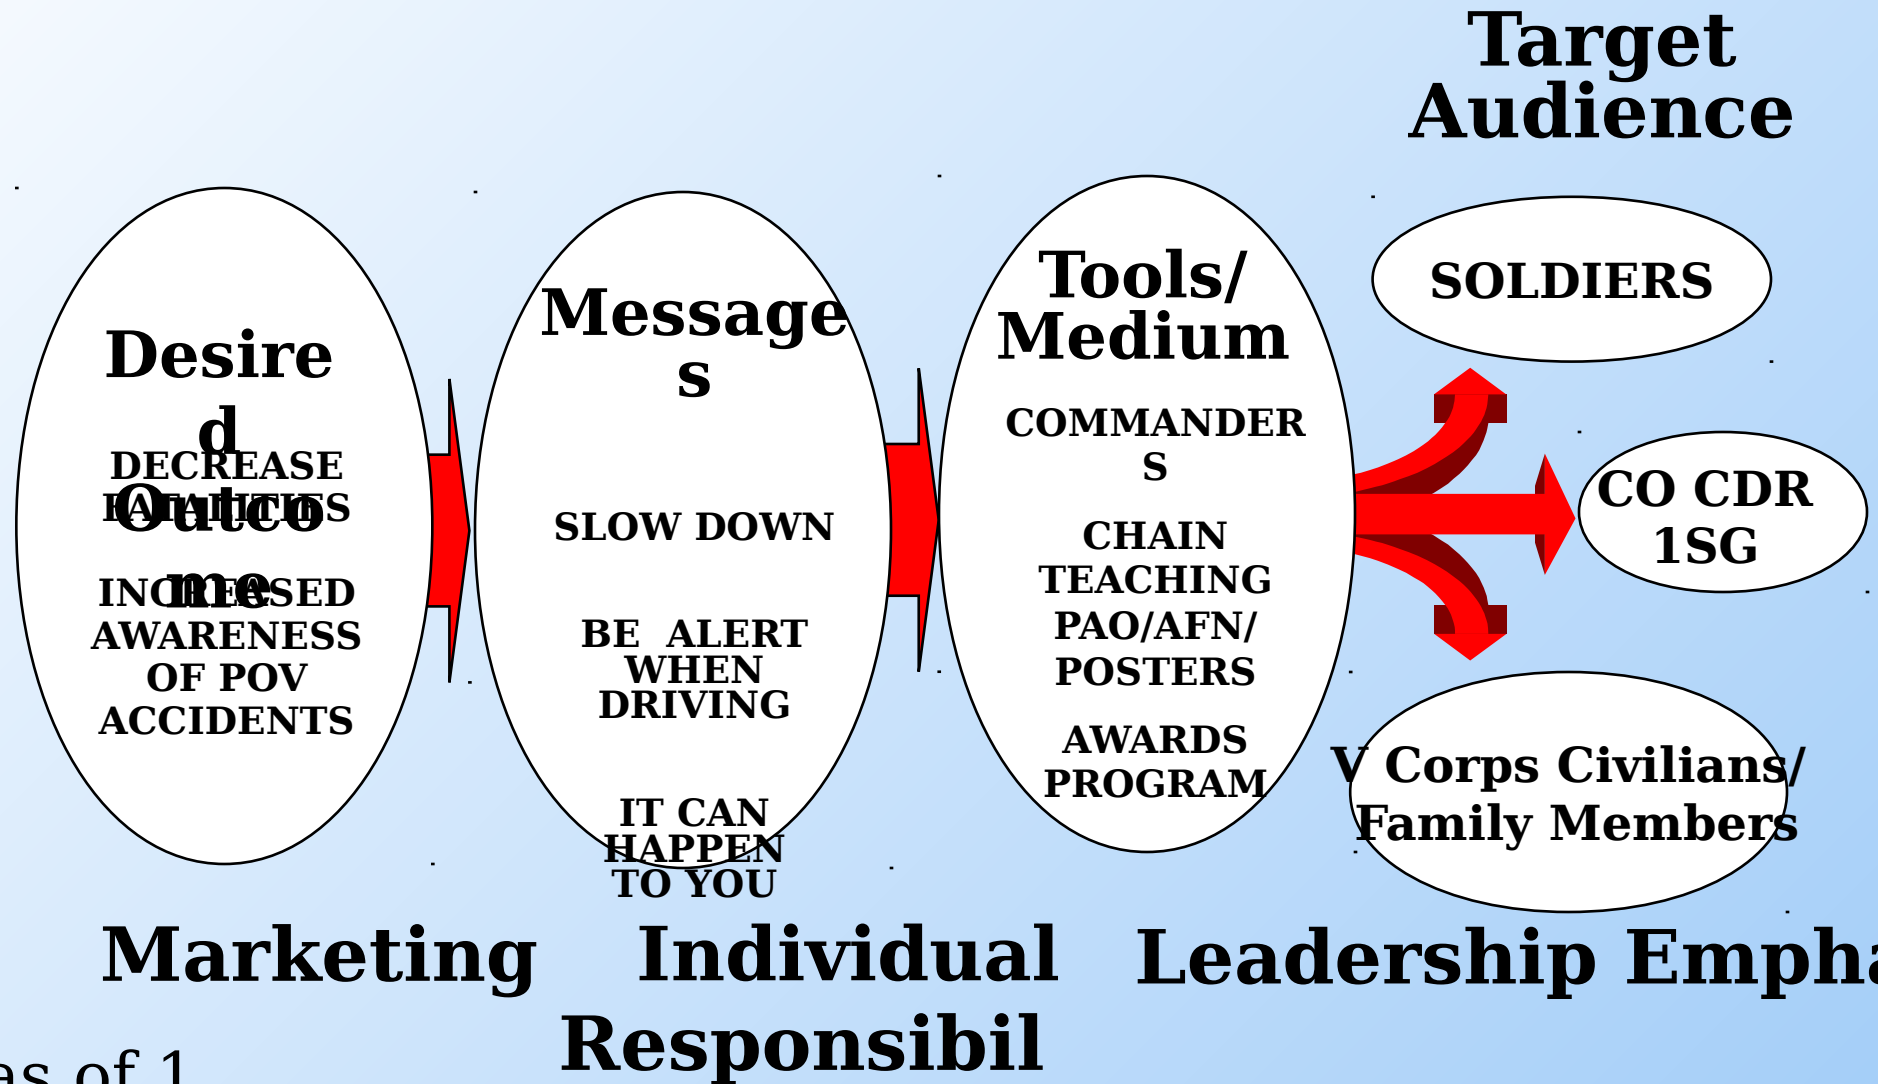 Target
Audience
Desire
d
Outco
me
DECREASE
FATALITIES
INCREASED
AWARENESS
OF POV
ACCIDENTS
Message
s
SLOW DOWN
BE ALERT
WHEN
DRIVING
IT CAN
HAPPEN
TO YOU
Tools/
Medium
COMMANDER
S
CHAIN
TEACHING
PAO/AFN/
POSTERS
AWARDS
PROGRAM
SOLDIERS
CO CDR
1SG
V Corps Civilians/
Family Members
Marketing
Individual
Responsibil
Leadership Empha
as of 1